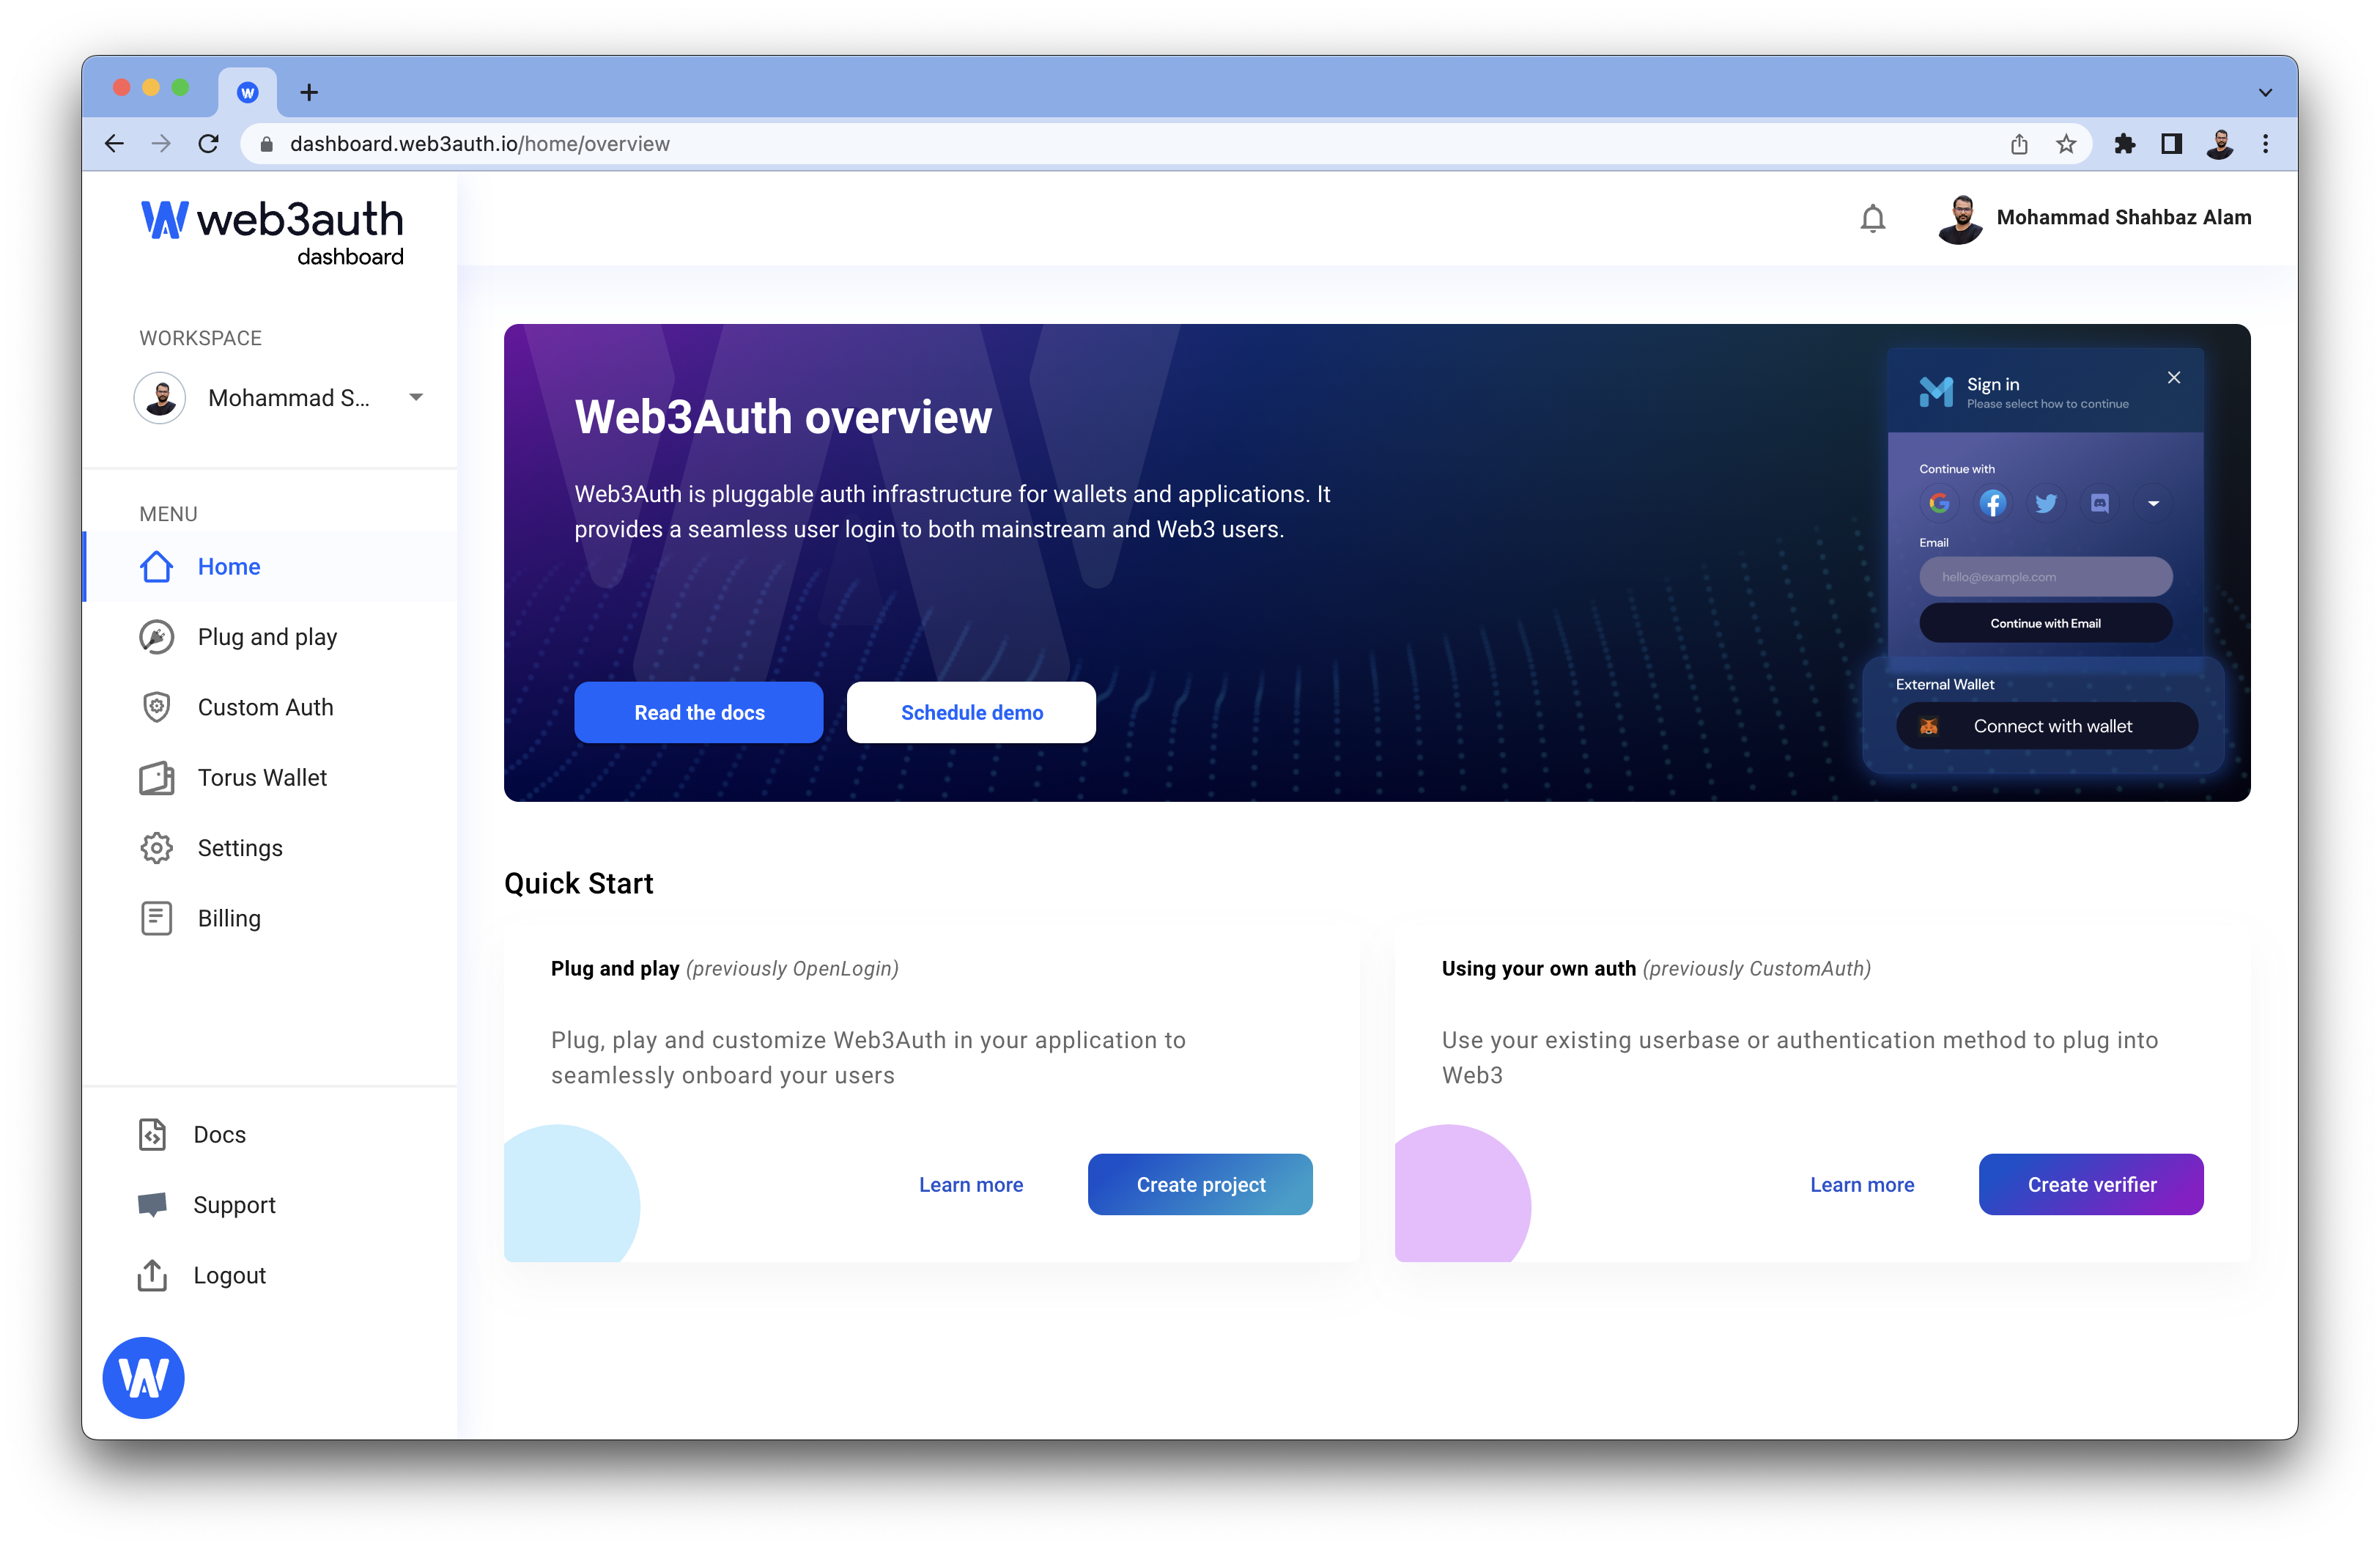 dashboard.web3auth.io/home/overview
web3auth
dashboard
Mohammad Shahbaz Alam
WORKSPACE
Mohammad S...
MENU
Home
Plug and play
Custom Auth
Torus Wallet
Settings
Billing
Docs
Support
Logout
Web3Auth overview
Web3Auth is pluggable auth infrastructure for wallets and applications. It
provides a seamless user login to both mainstream and Web3 users.
Read the docs
Schedule demo
Sign in
Please select how to continue
Continue with
Email
hello@example.com
Continue with Email
External Wallet
Connect with wallet
Quick Start
Plug and play (previously OpenLogin)
Plug, play and customize Web3Auth in your application to
seamlessly onboard your users
Learn more
Create project
Using your own auth (previously CustomAuth)
Use your existing userbase or authentication method to plug into
Web3
Learn more
Create verifier